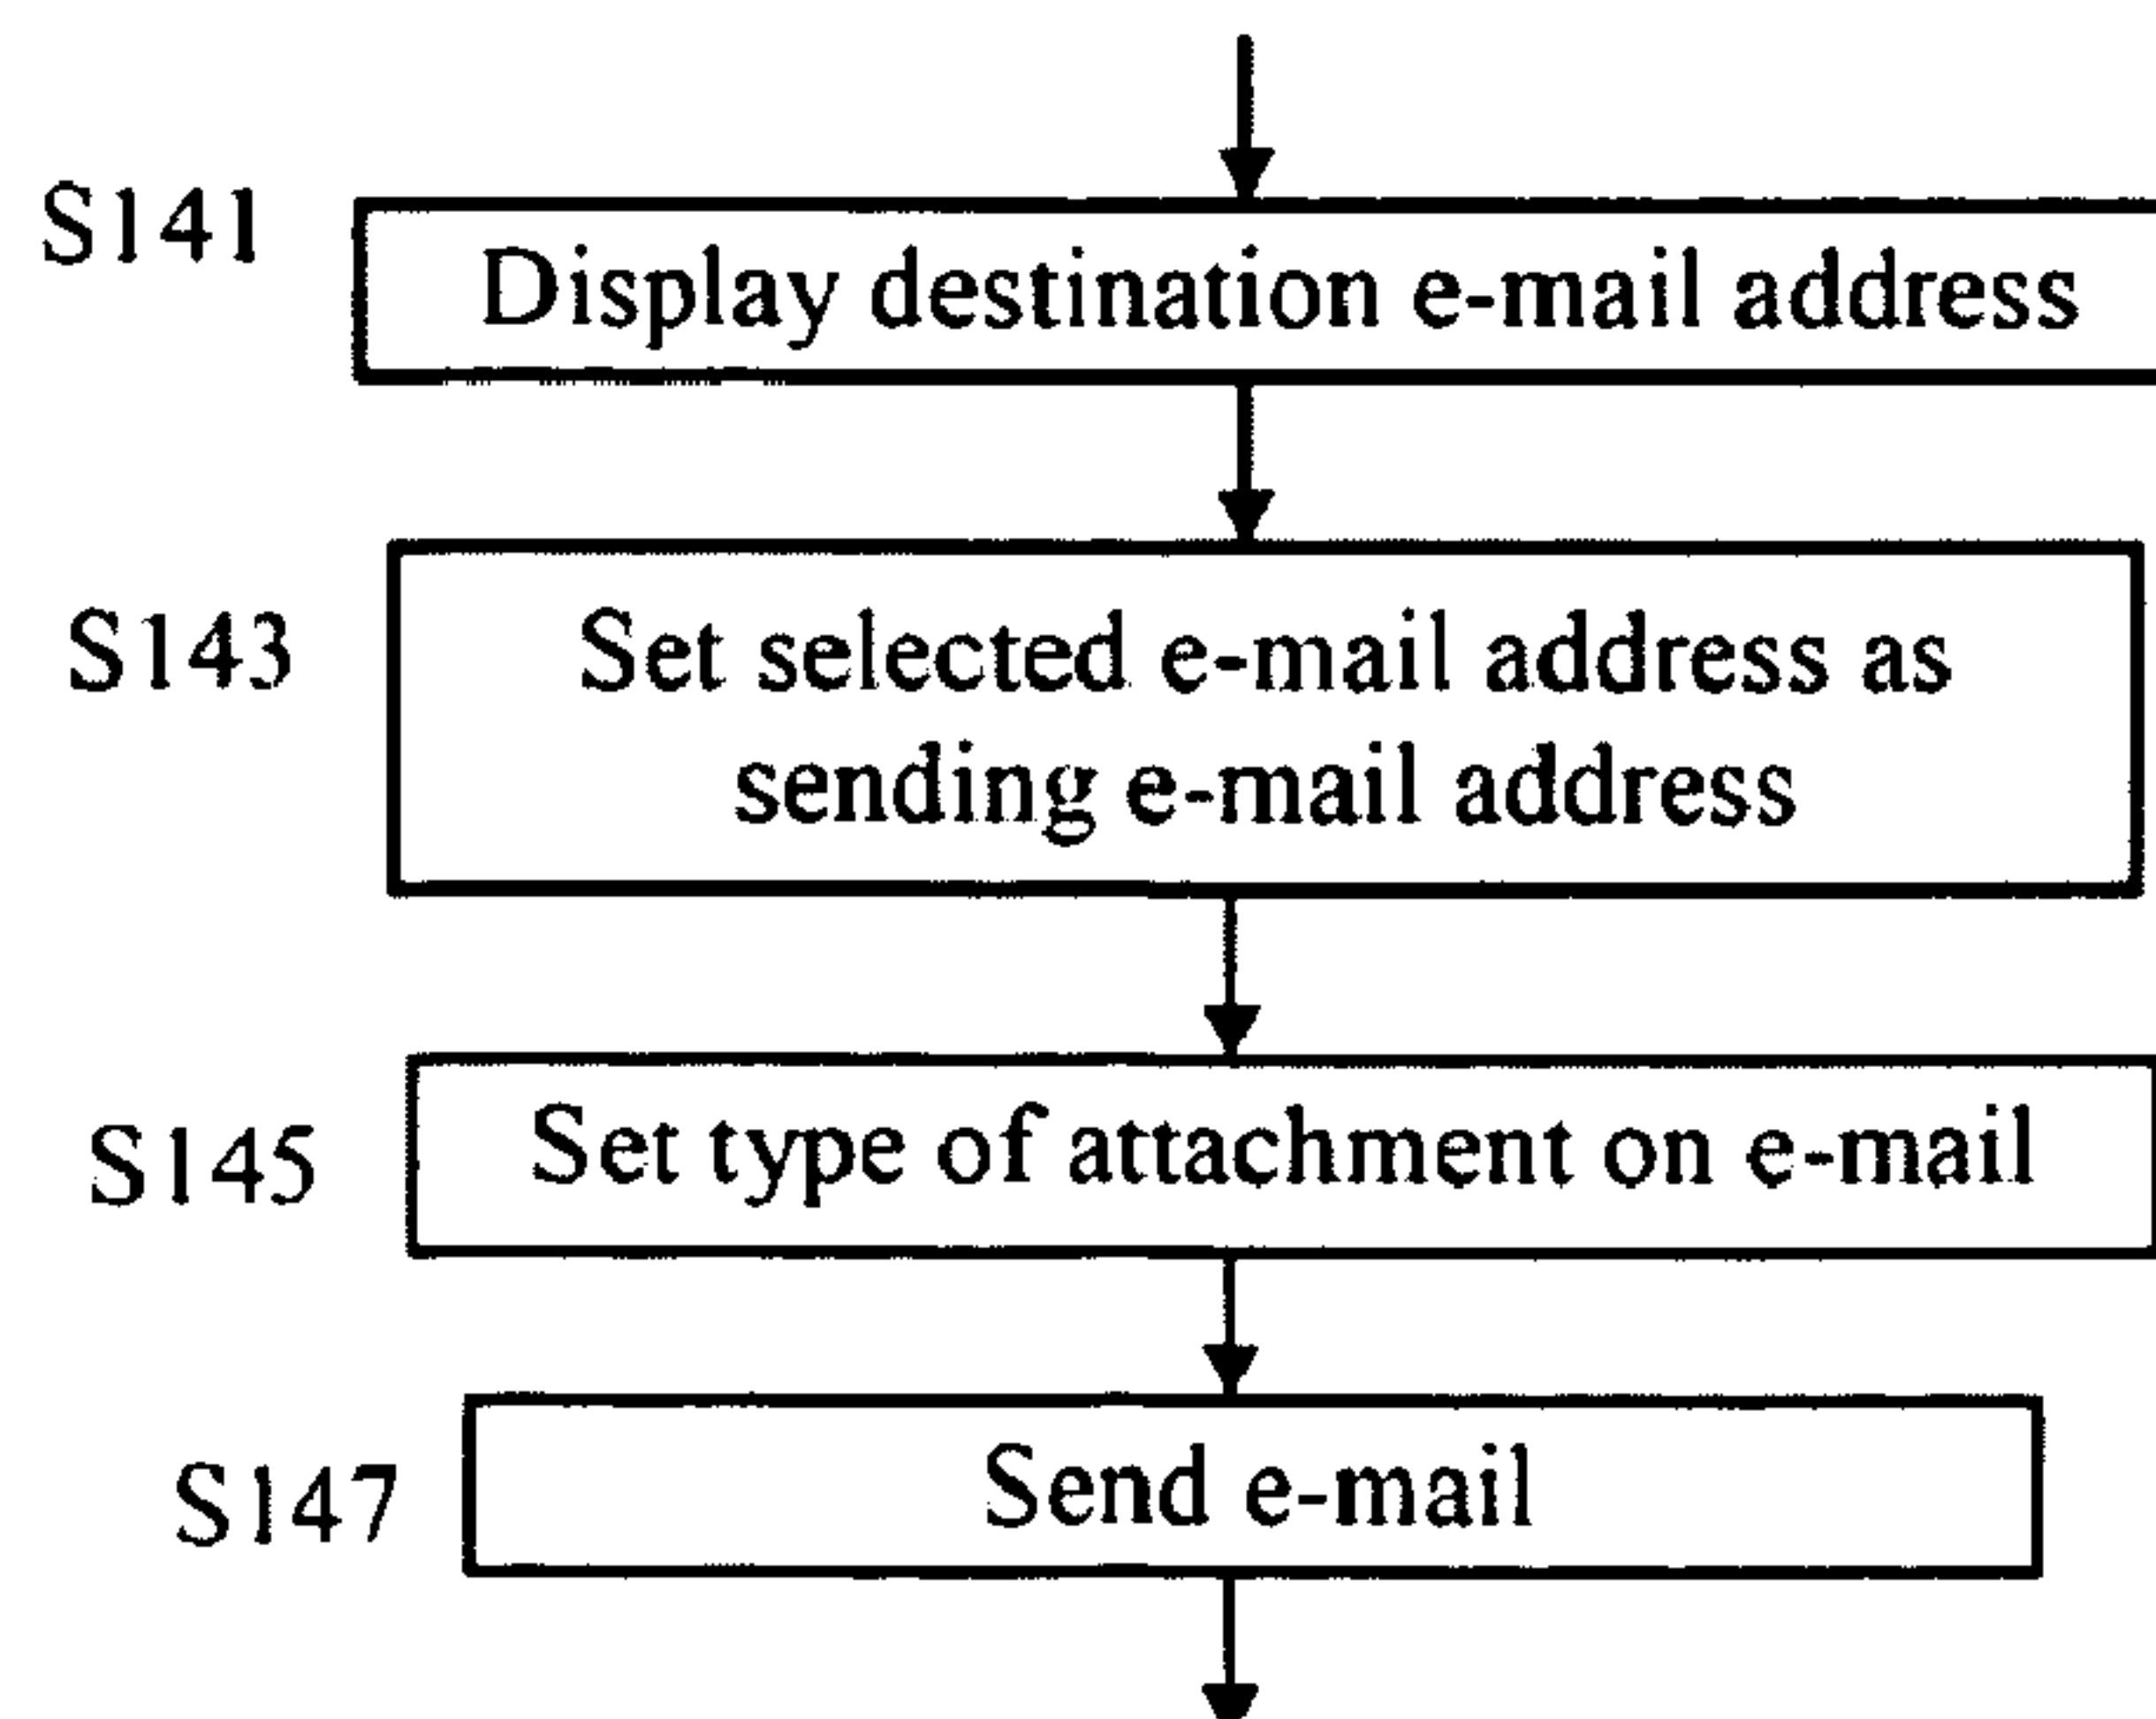 S141
Display destination e-mail address
S143
Set selected e-mail address as
sending e-mail address
S145
Set type of attachment on e-mail
S147
Send e-mail